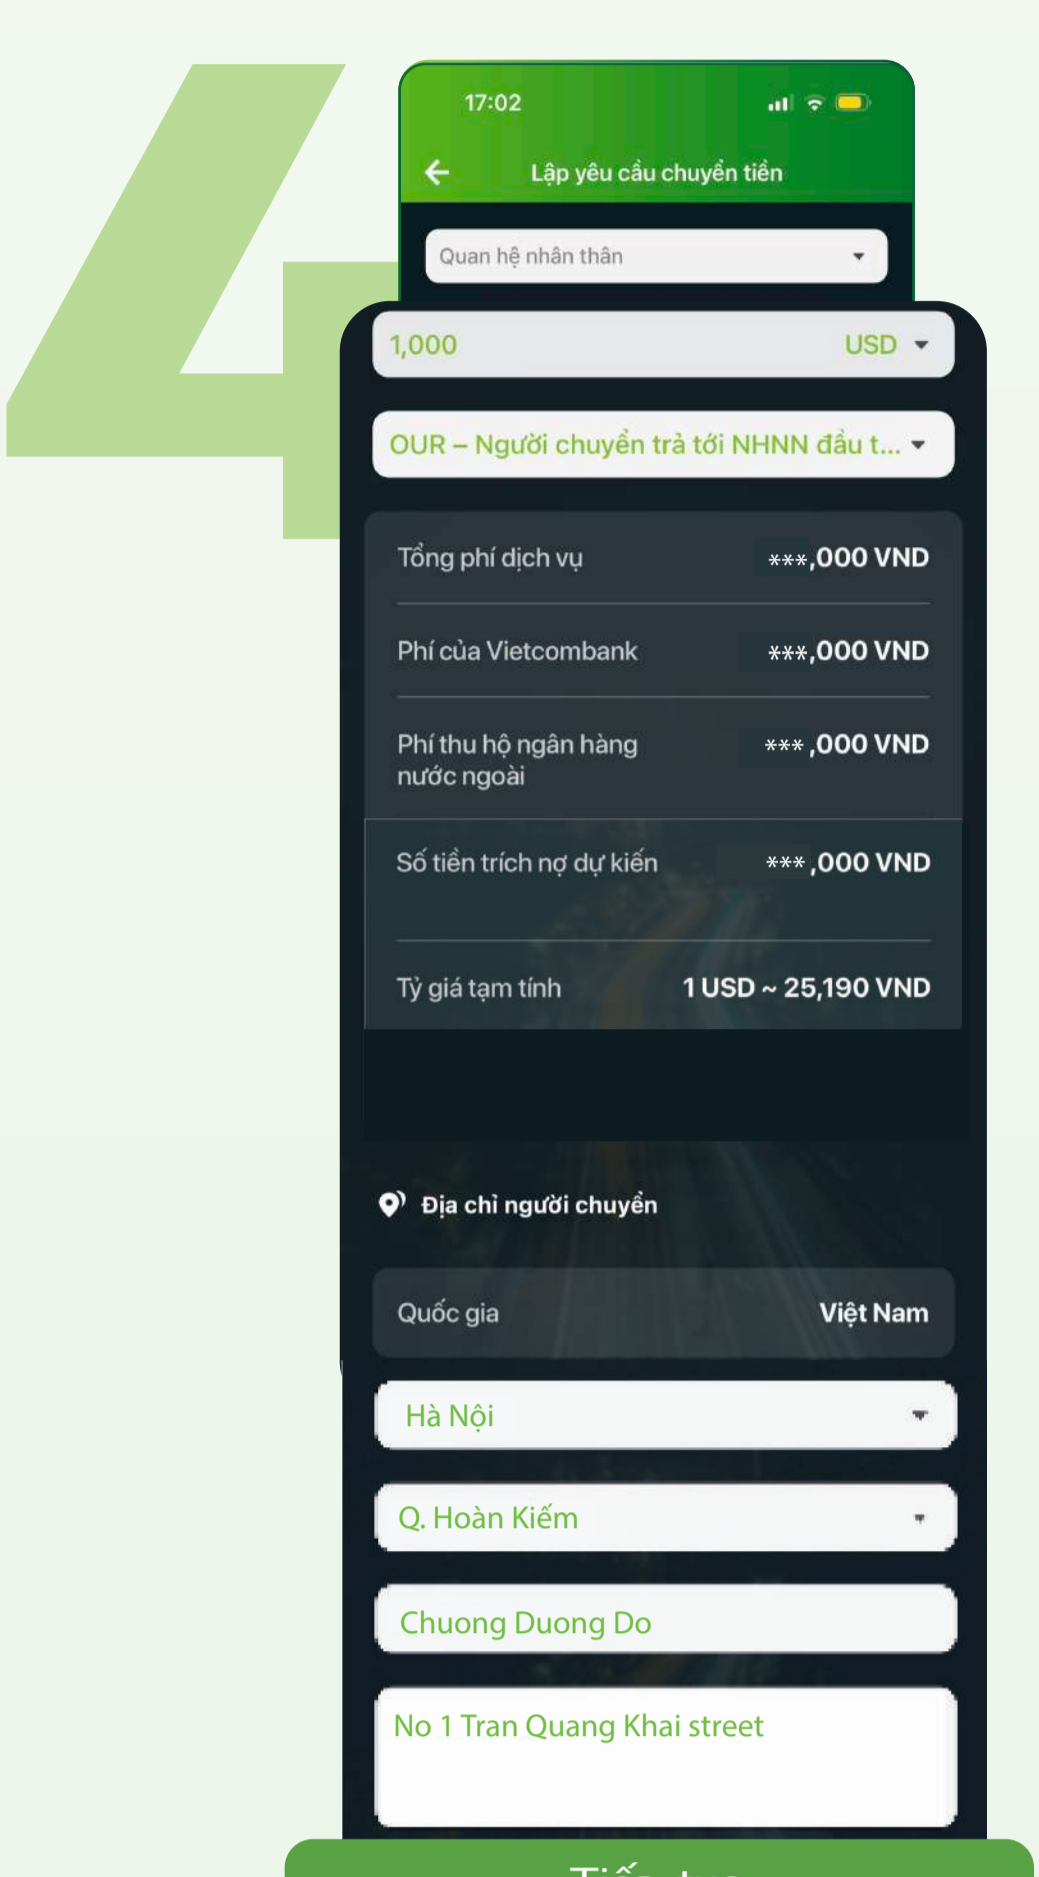 4
17:02
Lập yêu cầu chuyển tiền
Quan hệ nhân thân
1,000 USD
OUR – Người chuyển trả tới NHNN đầu t...
Tổng phí dịch vụ ***,000 VND
Phí của Vietcombank ***,000 VND
Phí thu hộ ngân hàng ***,000 VND
nước ngoài
Số tiền trích nợ dự kiến ***,000 VND
Tỷ giá tạm tính 1 USD ~ 25,190 VND
Địa chỉ người chuyển
Quốc gia Việt Nam
Hà Nội
Q. Hoàn Kiếm
Chuong Duong Do
No 1 Tran Quang Khai street